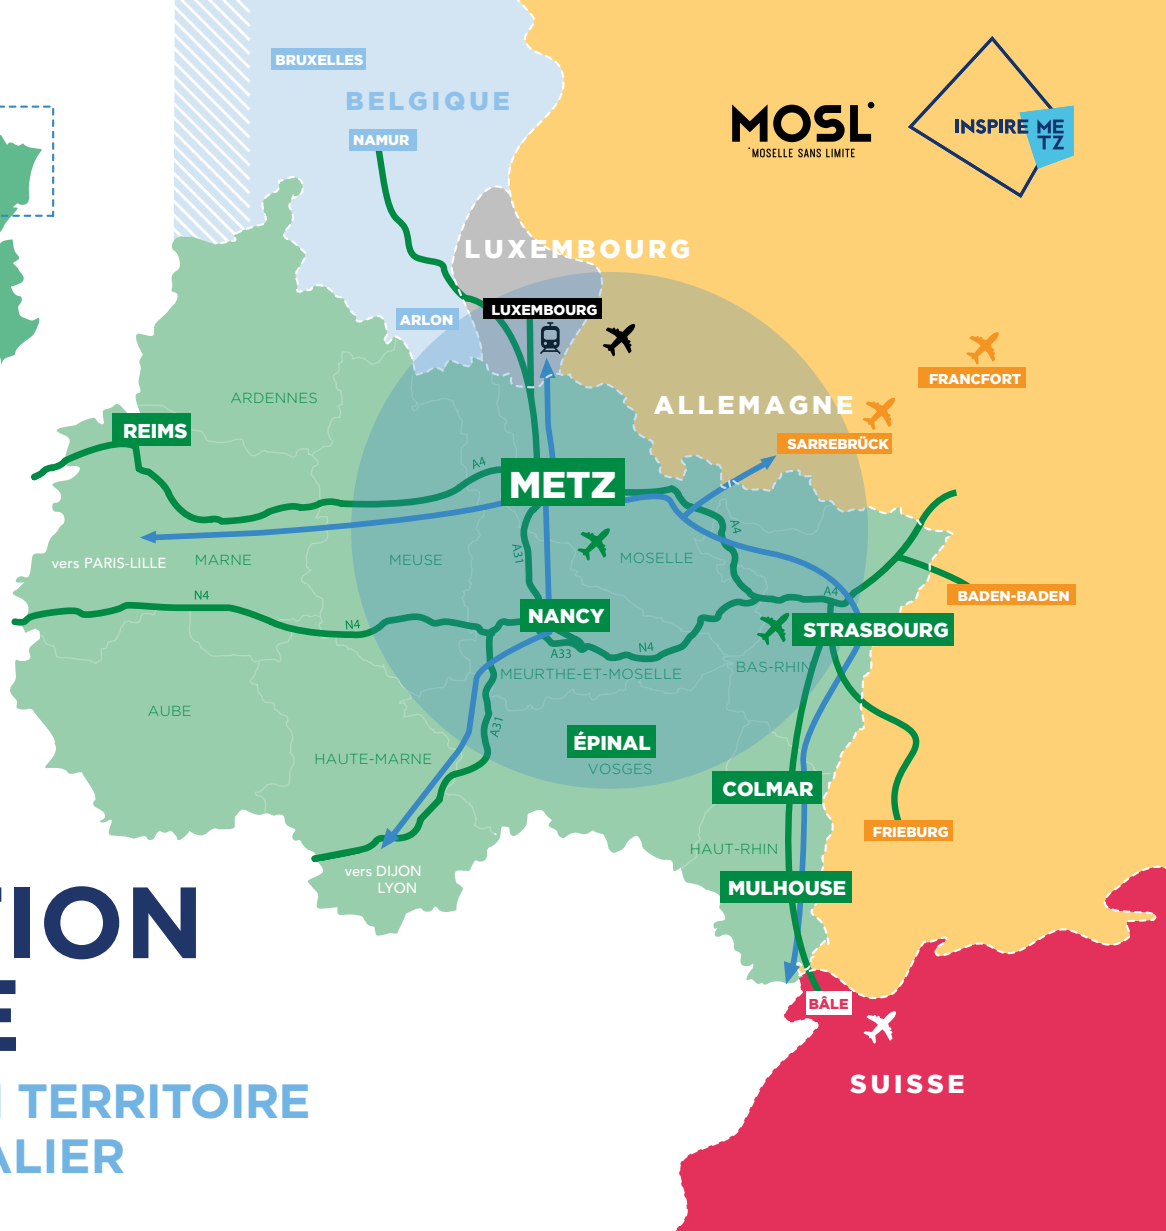 BRUXELLES
BELGIQUE
NAMUR
MOSL°
°MOSELLE SANS LIMITE
INSPIRE METZ
LUXEMBOURG
LUXEMBOURG
ARLON
FRANCFORT
ARDENNES
ALLEMAGNE
REIMS
SARREBRÜCK
A4
METZ
A4
A31
MOSELLE
vers PARIS-LILLE
MARNE
MEUSE
N4
A4
BADEN-BADEN
NANCY
N4
STRASBOURG
A33
N4
BAS-RHIN
MEURTHE-ET-MOSELLE
AUBE
A31
ÉPINAL
HAUTE-MARNE
VOSGES
COLMAR
FRIEBURG
HAUT-RHIN
vers DIJON
LYON
MULHOUSE
TION
E
TERRITOIRE
ALIER
BÂLE
SUISSE